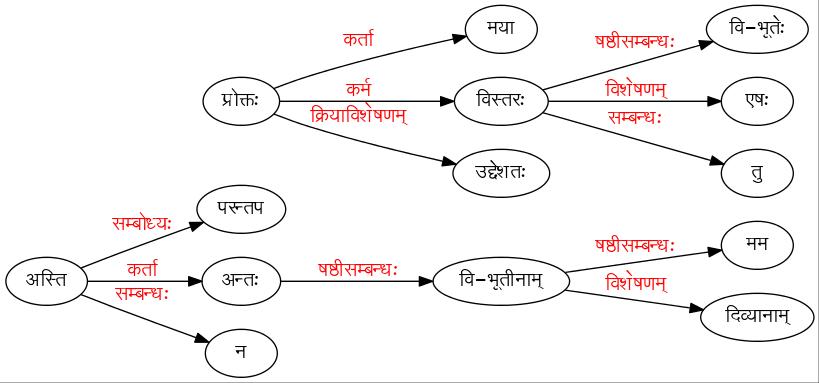 कर्ता
मया
षष्ठीसम्बन्धः
वि-भूतेः
प्रोक्तः
कर्म
विस्तरः
विशेषणम्
एषः
क्रियाविशेषणम्
सम्बन्धः
उद्देशतः
तु
सम्बोध्यः
परन्तप
अस्ति
कर्ता
अन्तः
षष्ठीसम्बन्धः
वि-भूतीनाम्
षष्ठीसम्बन्धः
मम
विशेषणम्
दिव्यानाम्
सम्बन्धः
न